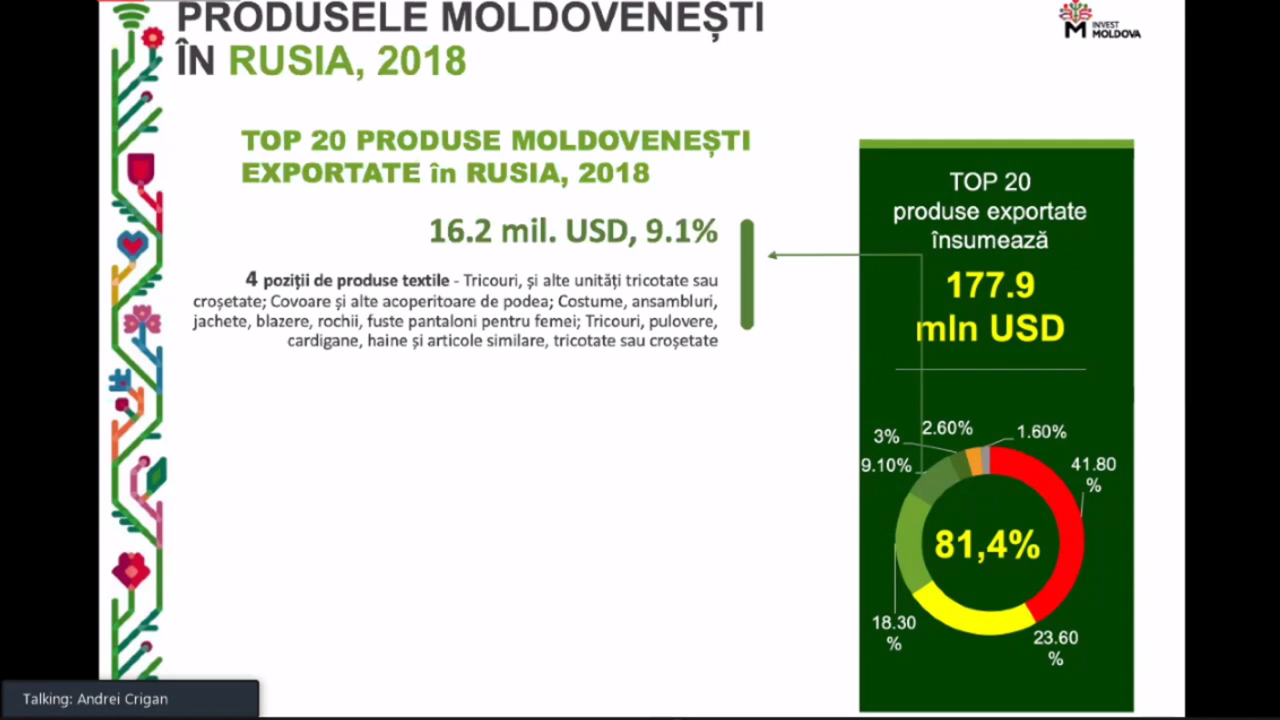 PRODUSELE MOLDOVENEȘTI
ÎN RUSIA, 2018
INVEST
MOLDOVA
TOP 20 PRODUSE MOLDOVENEȘTI
EXPORTATE în RUSIA, 2018
16.2 mil. USD, 9.1%
4 poziții de produse textile - Tricouri, și alte unități tricotate sau
croșetate; Covoare și alte acoperitoare de podea; Costume, ansambluri,
jachete, blazere, rochii, fuste pantaloni pentru femei; Tricouri, pulovere,
cardigane, haine și articole similare, tricotate sau croșetate
TOP 20
produse exportate
însumează
177.9
mln USD
2.60%
1.60%
3%
9.10%
41.80
%
81,4%
18.30
%
23.60
%
Talking: Andrei Crigan